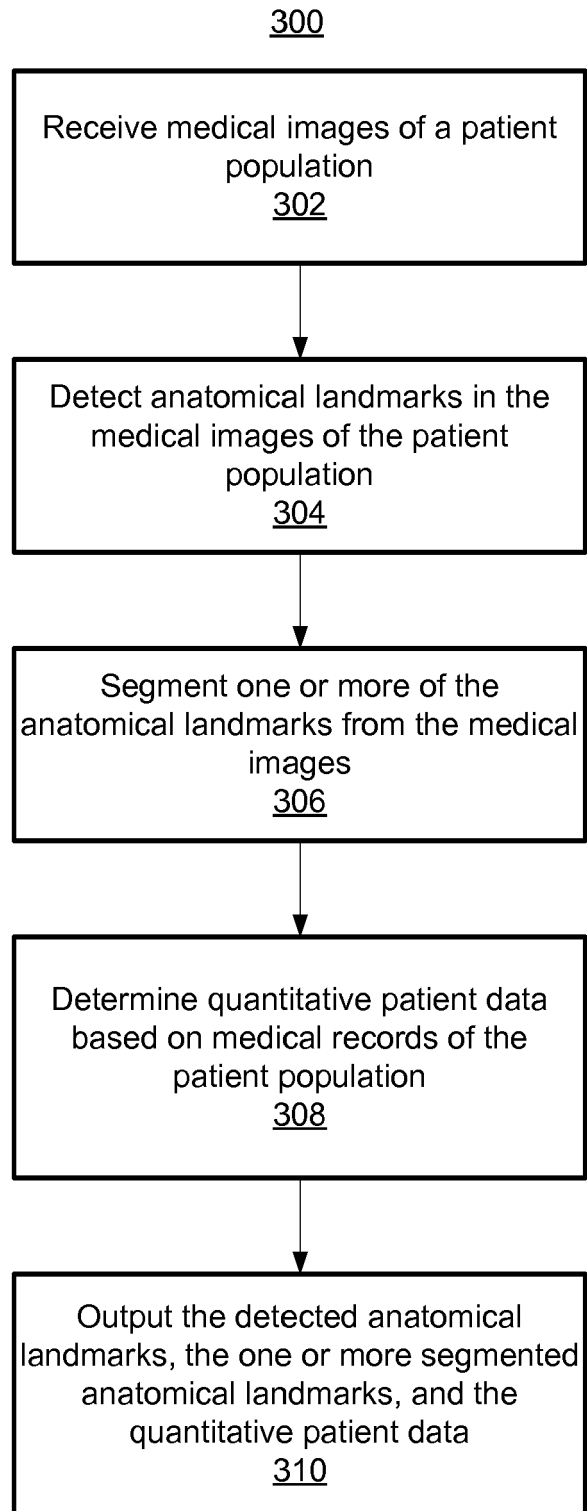 300
Receive medical images of a patient
population
302
Detect anatomical landmarks in the
medical images of the patient
population
304
Segment one or more of the
anatomical landmarks from the medical
images
306
Determine quantitative patient data
based on medical records of the
patient population
308
Output the detected anatomical
landmarks, the one or more segmented
anatomical landmarks, and the
quantitative patient data
310